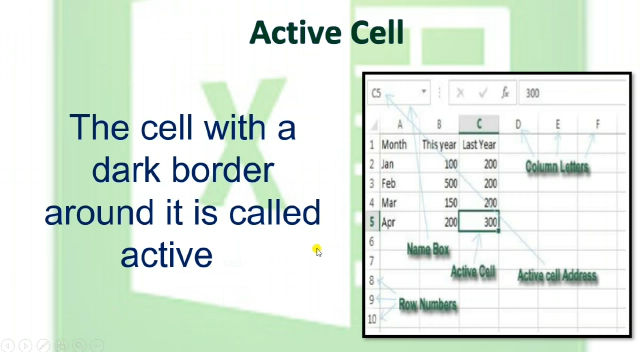 Active Cell
The cell with a
dark border
around it is called
active
C5 300
A B C D E F
1 Month This year Last Year
2 Jan 100 200
Column Letters
3 Feb 500 200
4 Mar 150 200
5 Apr 200 300
6
Name Box
7
Active Cell
Active cell Address
8
9
Row Numbers
10